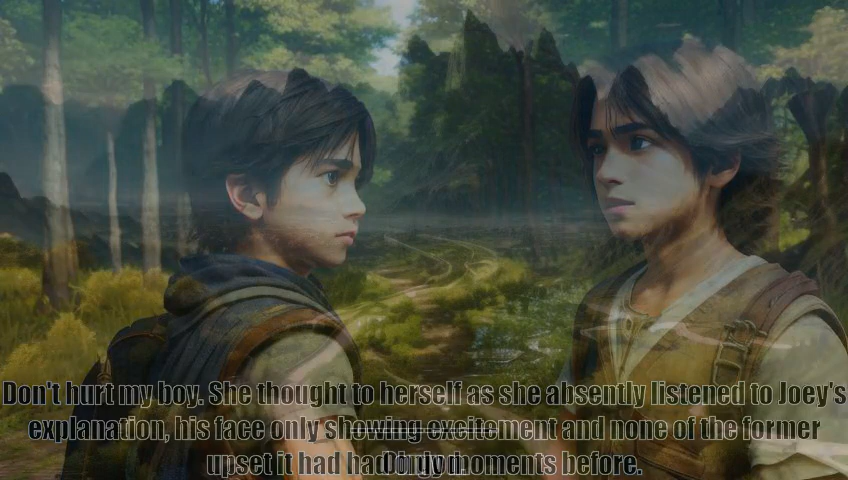 Don't hurt my boy. She thought to herself as she absently listened to Joey's
explanation, his face only showing excitement and none of the former
upset it had had only moments before.